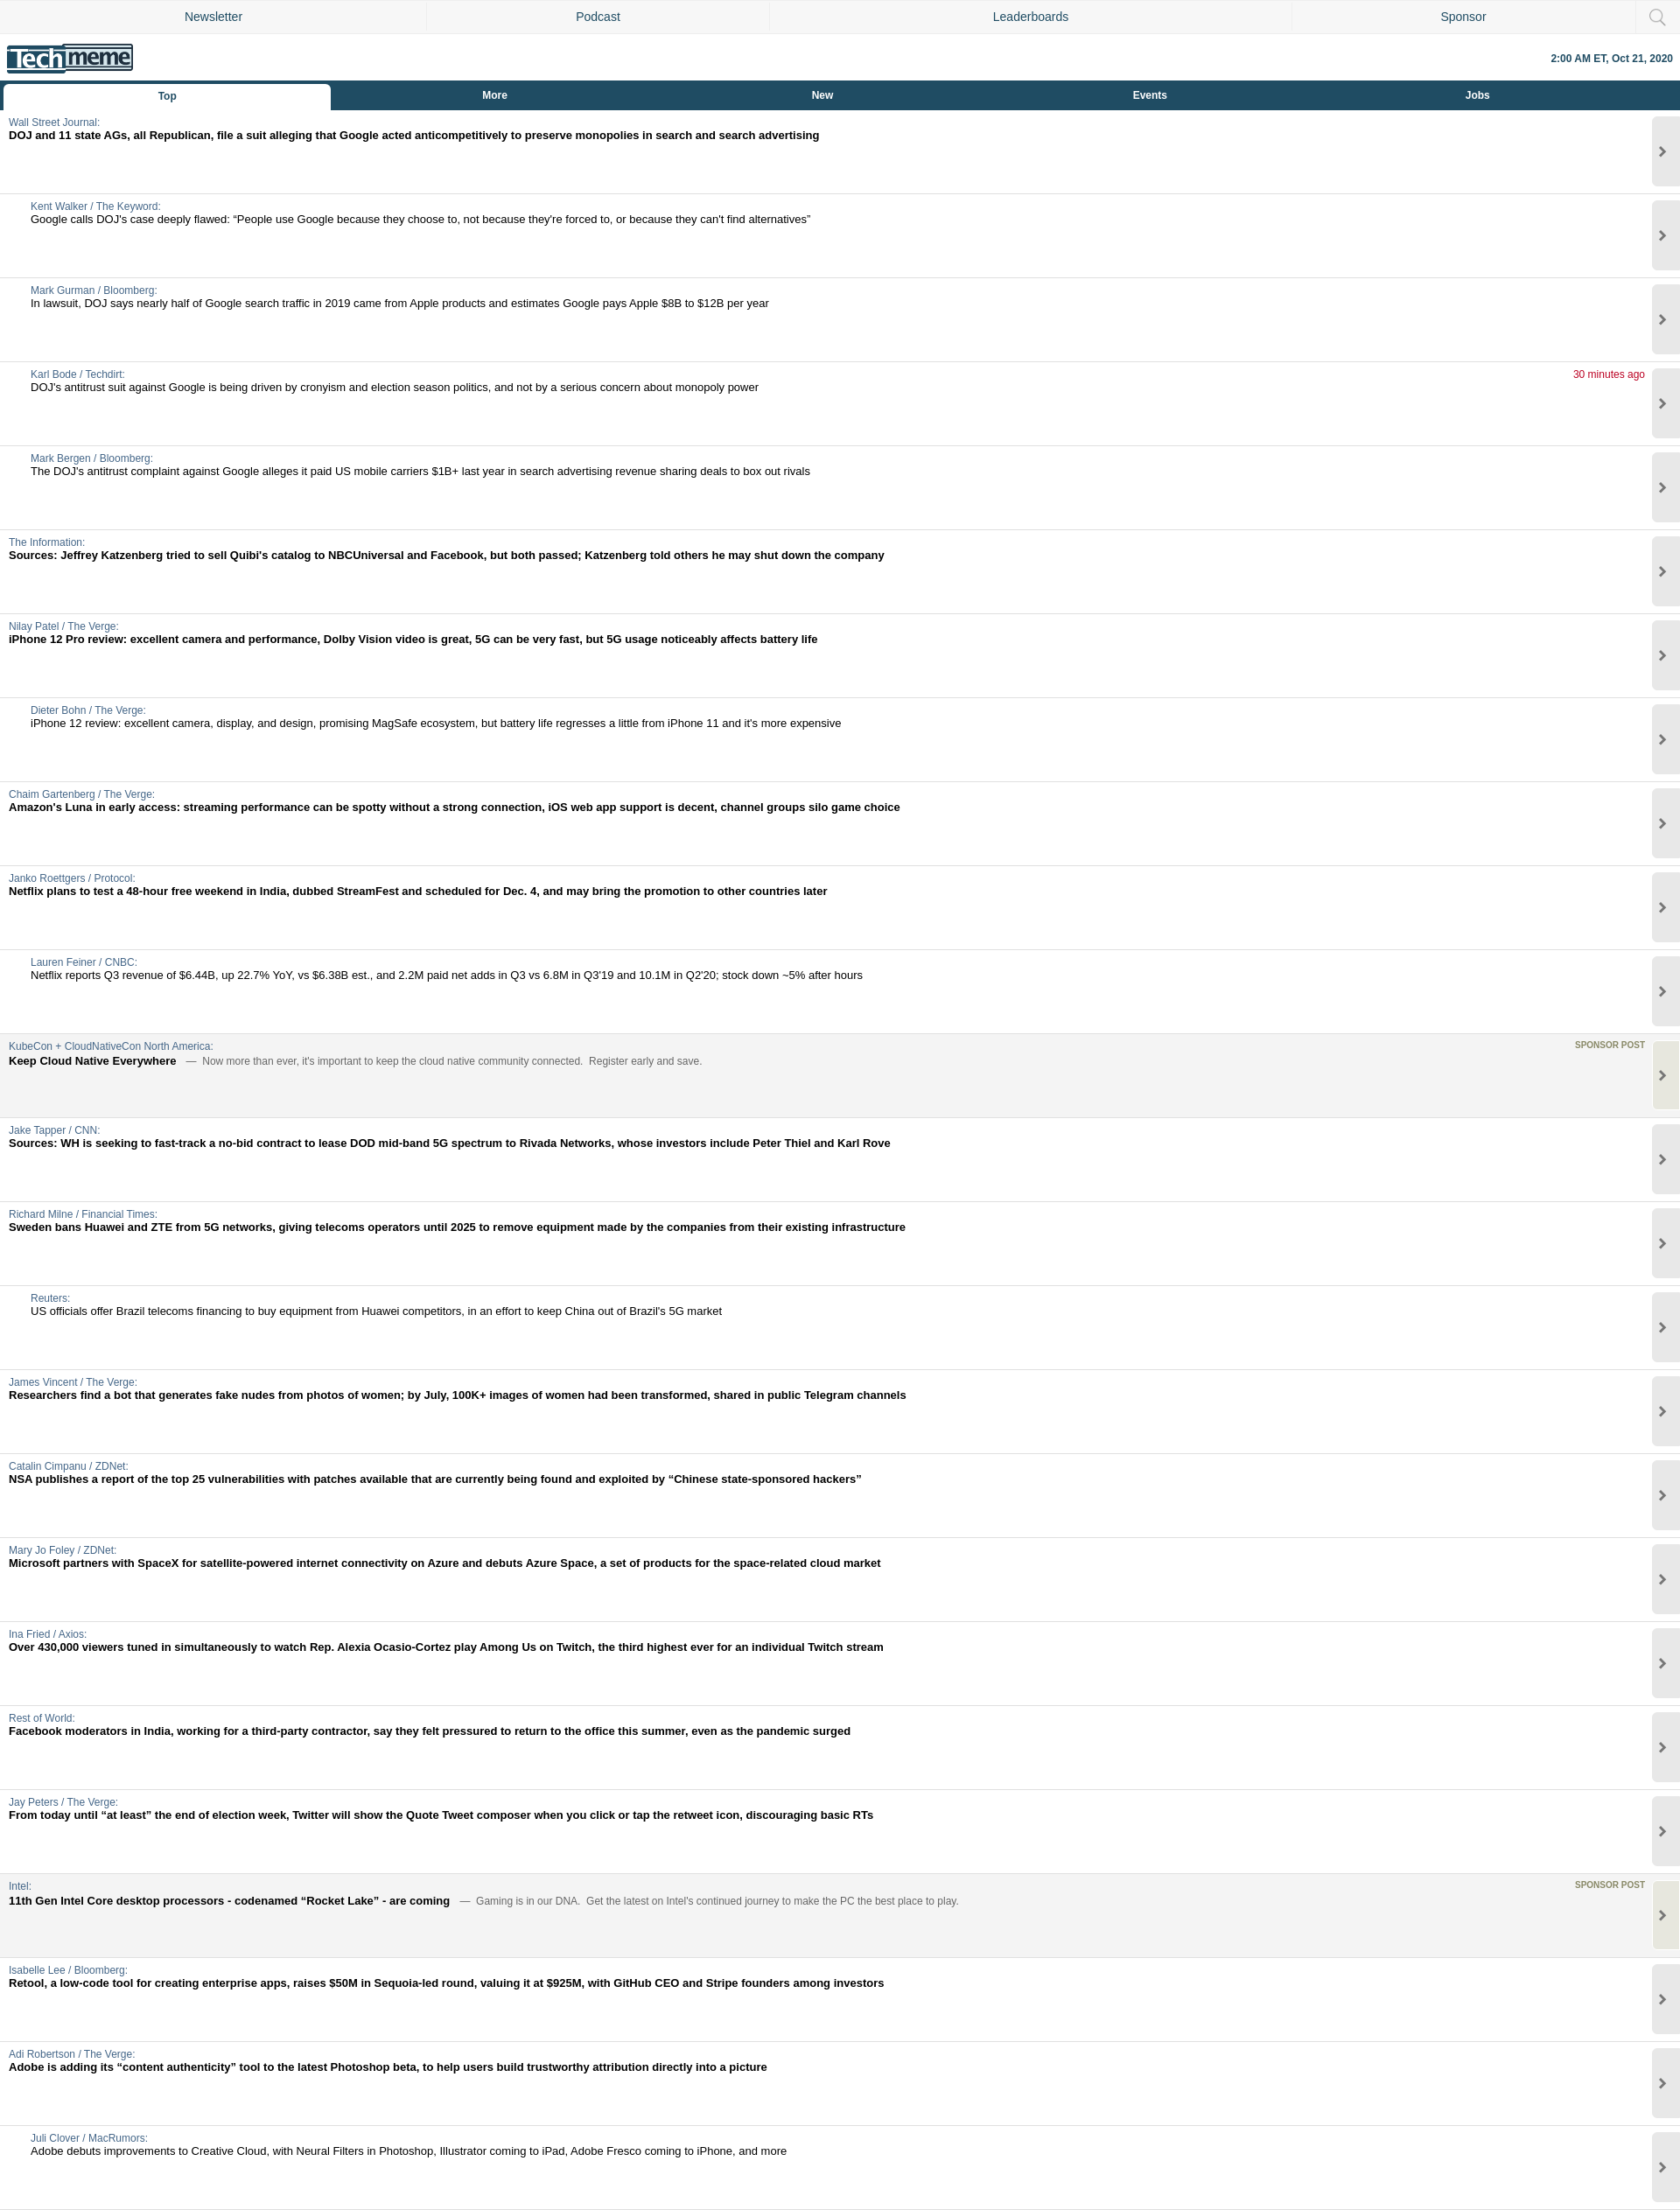 Newsletter
Podcast
Leaderboards
Sponsor
Techmeme
2:00 AM ET, Oct 21, 2020
Top
More
New
Events
Jobs
Wall Street Journal:
DOJ and 11 state AGs, all Republican, file a suit alleging that Google acted anticompetitively to preserve monopolies in search and search advertising
Kent Walker / The Keyword:
Google calls DOJ's case deeply flawed: “People use Google because they choose to, not because they're forced to, or because they can't find alternatives”
Mark Gurman / Bloomberg:
In lawsuit, DOJ says nearly half of Google search traffic in 2019 came from Apple products and estimates Google pays Apple $8B to $12B per year
Karl Bode / Techdirt:
30 minutes ago
DOJ's antitrust suit against Google is being driven by cronyism and election season politics, and not by a serious concern about monopoly power
Mark Bergen / Bloomberg:
The DOJ's antitrust complaint against Google alleges it paid US mobile carriers $1B+ last year in search advertising revenue sharing deals to box out rivals
The Information:
Sources: Jeffrey Katzenberg tried to sell Quibi's catalog to NBCUniversal and Facebook, but both passed; Katzenberg told others he may shut down the company
Nilay Patel / The Verge:
iPhone 12 Pro review: excellent camera and performance, Dolby Vision video is great, 5G can be very fast, but 5G usage noticeably affects battery life
Dieter Bohn / The Verge:
iPhone 12 review: excellent camera, display, and design, promising MagSafe ecosystem, but battery life regresses a little from iPhone 11 and it's more expensive
Chaim Gartenberg / The Verge:
Amazon's Luna in early access: streaming performance can be spotty without a strong connection, iOS web app support is decent, channel groups silo game choice
Janko Roettgers / Protocol:
Netflix plans to test a 48-hour free weekend in India, dubbed StreamFest and scheduled for Dec. 4, and may bring the promotion to other countries later
Lauren Feiner / CNBC:
Netflix reports Q3 revenue of $6.44B, up 22.7% YoY, vs $6.38B est., and 2.2M paid net adds in Q3 vs 6.8M in Q3'19 and 10.1M in Q2'20; stock down ~5% after hours
KubeCon + CloudNativeCon North America:
SPONSOR POST
Keep Cloud Native Everywhere — Now more than ever, it's important to keep the cloud native community connected. Register early and save.
Jake Tapper / CNN:
Sources: WH is seeking to fast-track a no-bid contract to lease DOD mid-band 5G spectrum to Rivada Networks, whose investors include Peter Thiel and Karl Rove
Richard Milne / Financial Times:
Sweden bans Huawei and ZTE from 5G networks, giving telecoms operators until 2025 to remove equipment made by the companies from their existing infrastructure
Reuters:
US officials offer Brazil telecoms financing to buy equipment from Huawei competitors, in an effort to keep China out of Brazil's 5G market
James Vincent / The Verge:
Researchers find a bot that generates fake nudes from photos of women; by July, 100K+ images of women had been transformed, shared in public Telegram channels
Catalin Cimpanu / ZDNet:
NSA publishes a report of the top 25 vulnerabilities with patches available that are currently being found and exploited by “Chinese state-sponsored hackers”
Mary Jo Foley / ZDNet:
Microsoft partners with SpaceX for satellite-powered internet connectivity on Azure and debuts Azure Space, a set of products for the space-related cloud market
Ina Fried / Axios:
Over 430,000 viewers tuned in simultaneously to watch Rep. Alexia Ocasio-Cortez play Among Us on Twitch, the third highest ever for an individual Twitch stream
Rest of World:
Facebook moderators in India, working for a third-party contractor, say they felt pressured to return to the office this summer, even as the pandemic surged
Jay Peters / The Verge:
From today until “at least” the end of election week, Twitter will show the Quote Tweet composer when you click or tap the retweet icon, discouraging basic RTs
Intel:
SPONSOR POST
11th Gen Intel Core desktop processors - codenamed “Rocket Lake” - are coming — Gaming is in our DNA. Get the latest on Intel's continued journey to make the PC the best place to play.
Isabelle Lee / Bloomberg:
Retool, a low-code tool for creating enterprise apps, raises $50M in Sequoia-led round, valuing it at $925M, with GitHub CEO and Stripe founders among investors
Adi Robertson / The Verge:
Adobe is adding its “content authenticity” tool to the latest Photoshop beta, to help users build trustworthy attribution directly into a picture
Juli Clover / MacRumors:
Adobe debuts improvements to Creative Cloud, with Neural Filters in Photoshop, Illustrator coming to iPad, Adobe Fresco coming to iPhone, and more